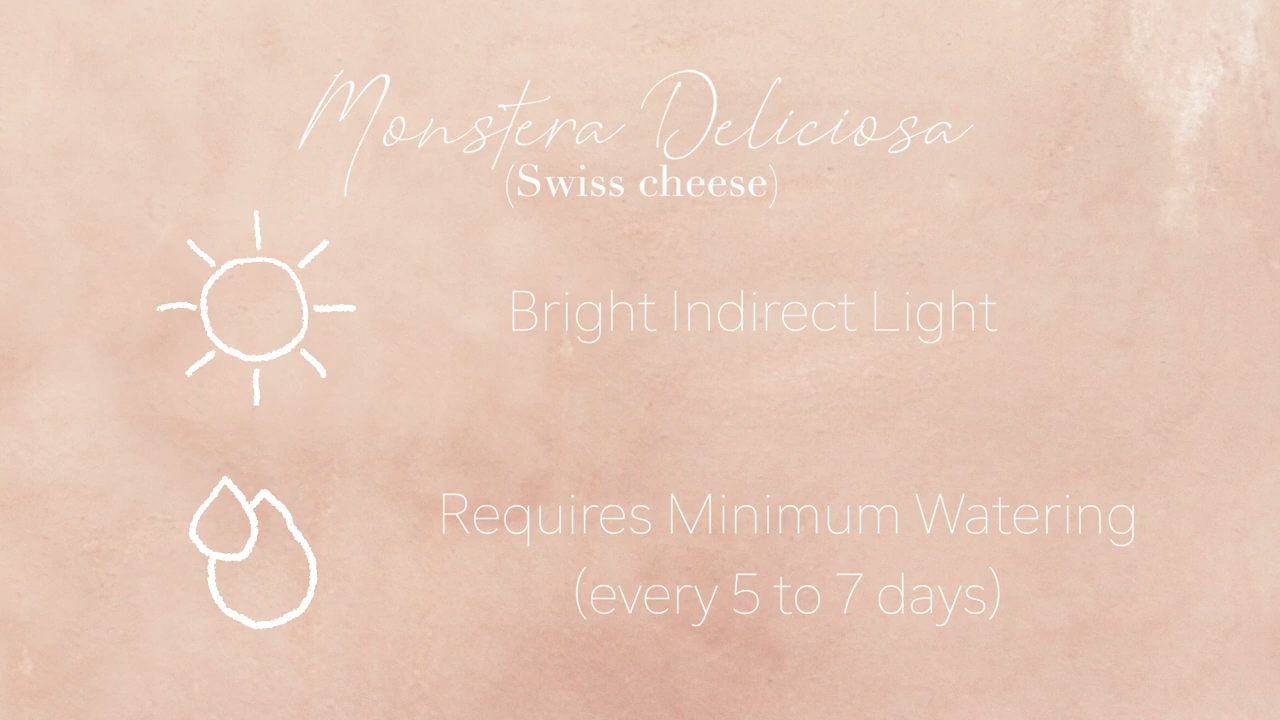 Monstera Deliciosa
(Swiss cheese)
Bright Indirect Light
Requires Minimum Watering
(every 5 to 7 days)